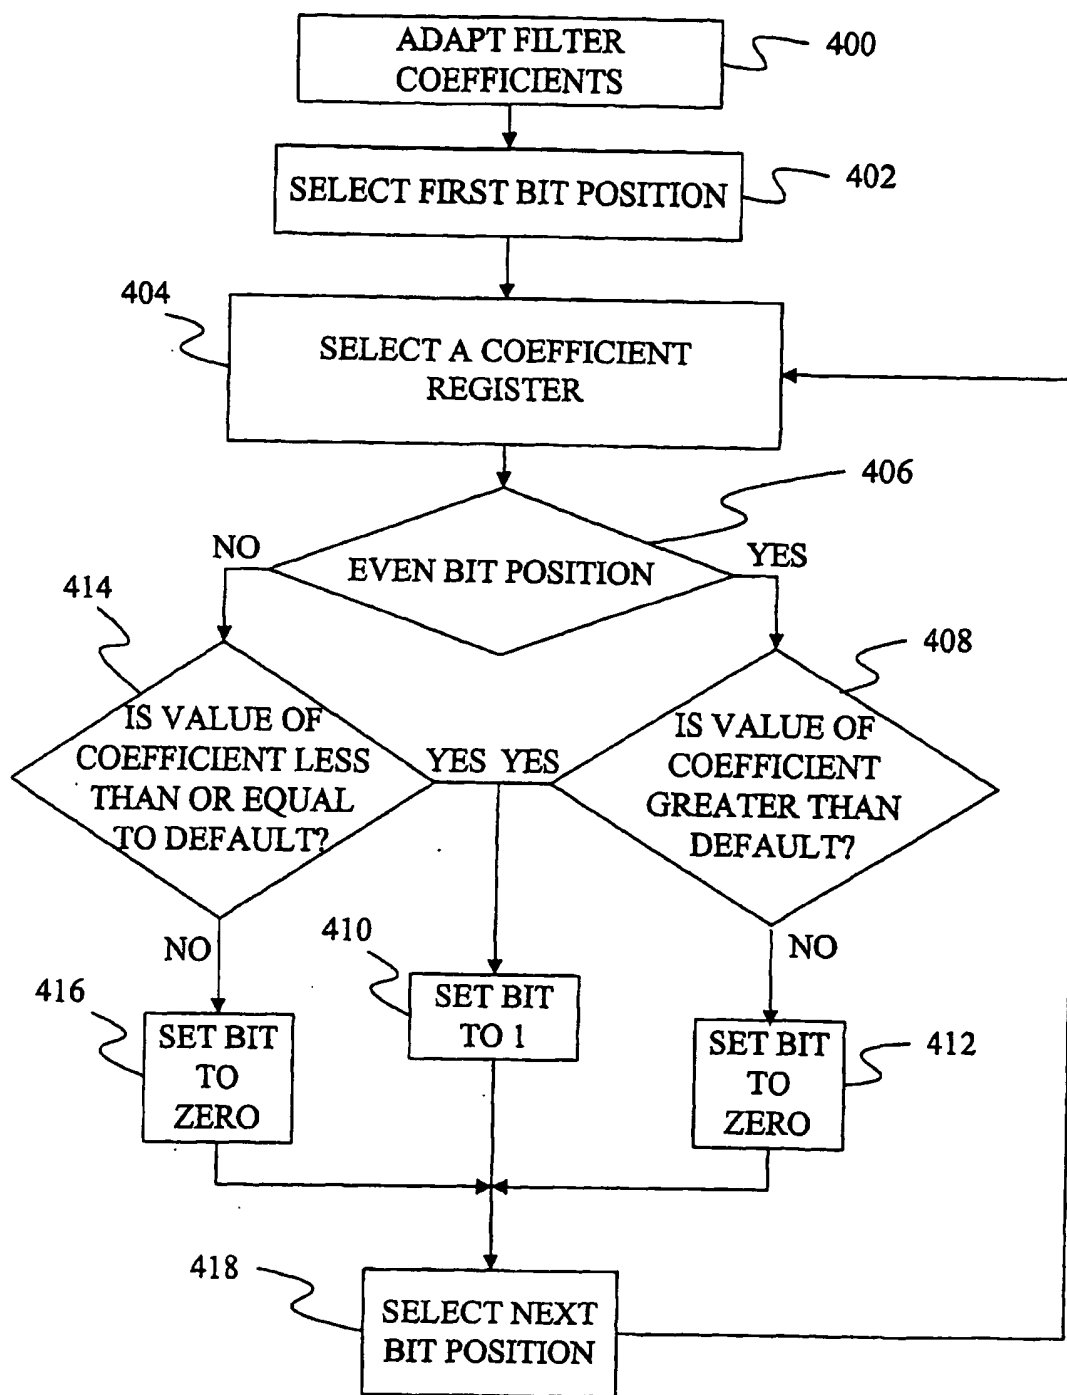 ADAPT FILTER
COEFFICIENTS
400
SELECT FIRST BIT POSITION
402
404
SELECT A COEFFICIENT
REGISTER
406
NO
EVEN BIT POSITION
YES
414
408
IS VALUE OF
COEFFICIENT LESS
THAN OR EQUAL
TO DEFAULT?
YES YES
IS VALUE OF
COEFFICIENT
GREATER THAN
DEFAULT?
NO
410
NO
416
SET BIT
TO
ZERO
SET BIT
TO 1
SET BIT
TO
ZERO
412
418
SELECT NEXT
BIT POSITION